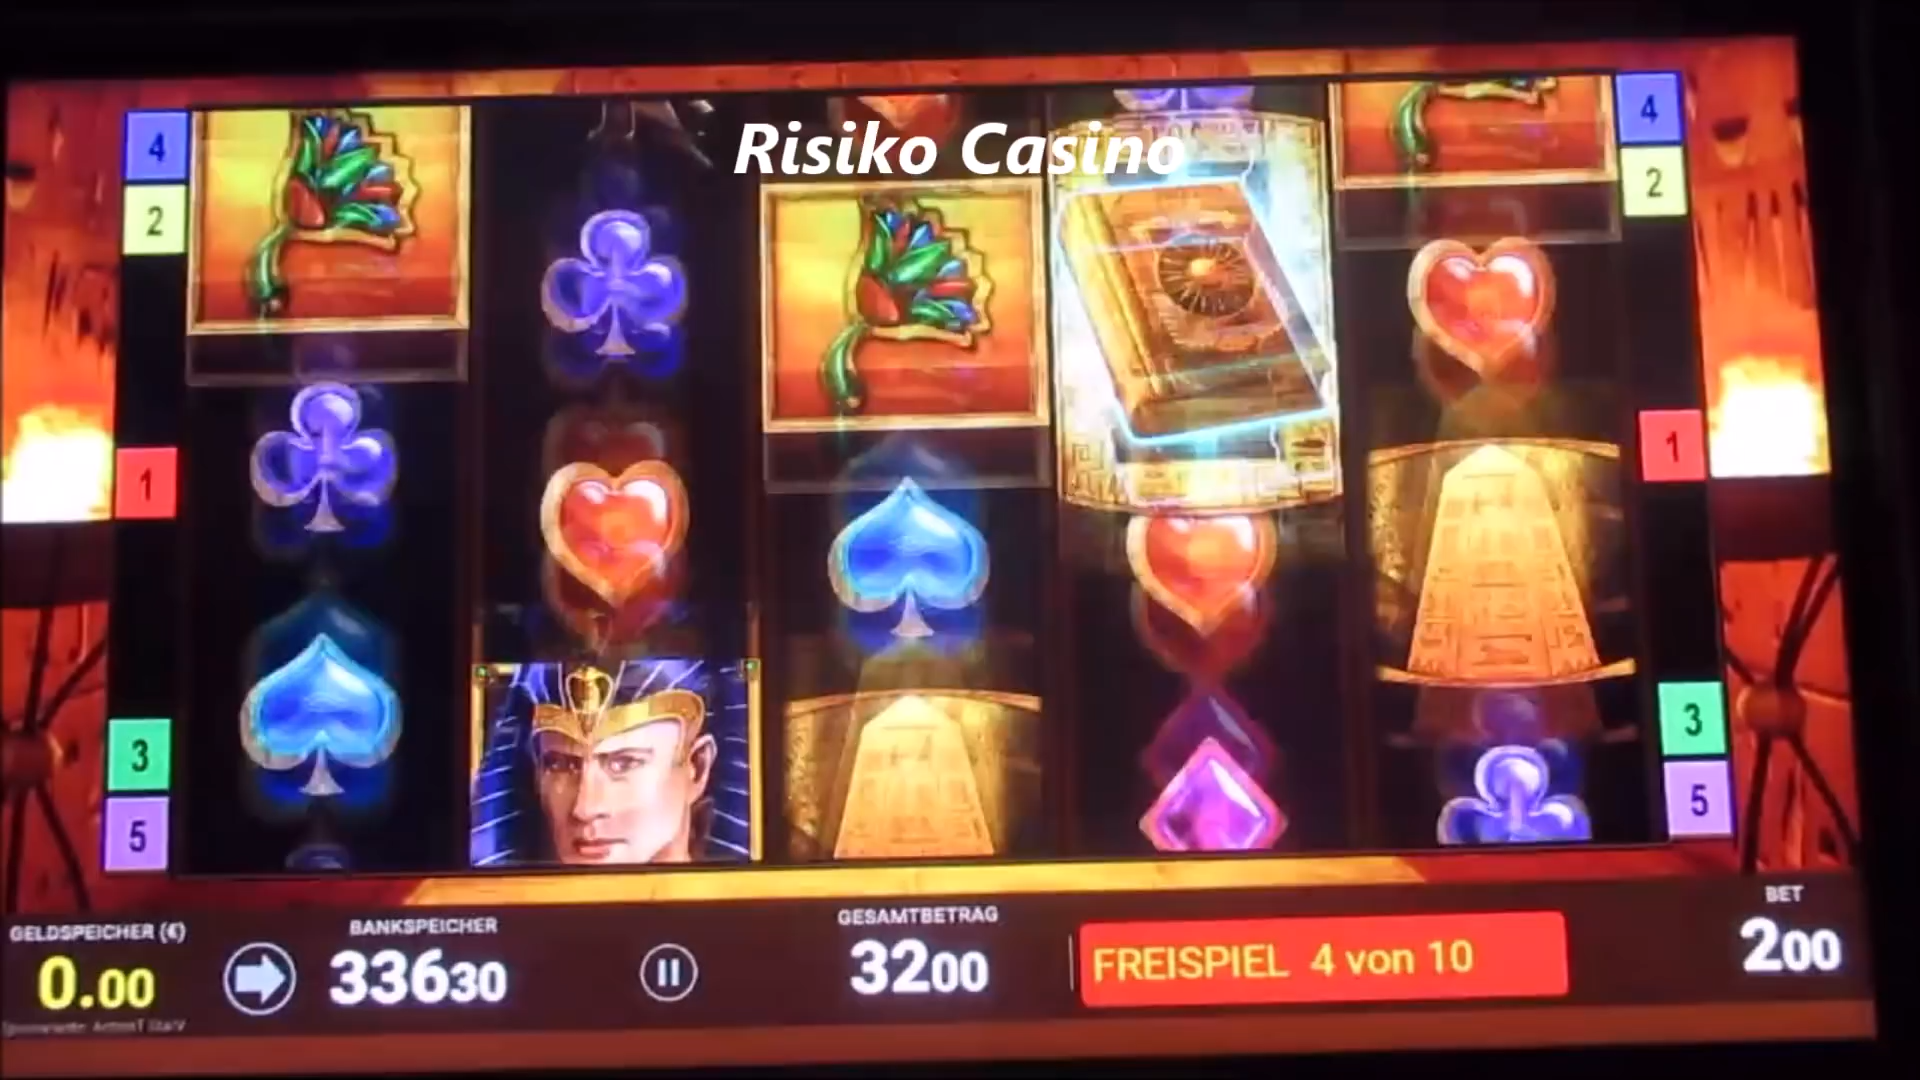 Risiko Casino
4
4
2
2
1
1
3
3
5
5
GELDSPEICHER (€)
0.00
BANKSPEICHER
33630
GESAMTBETRAG
3200
FREISPIEL 4 von 10
BET
200